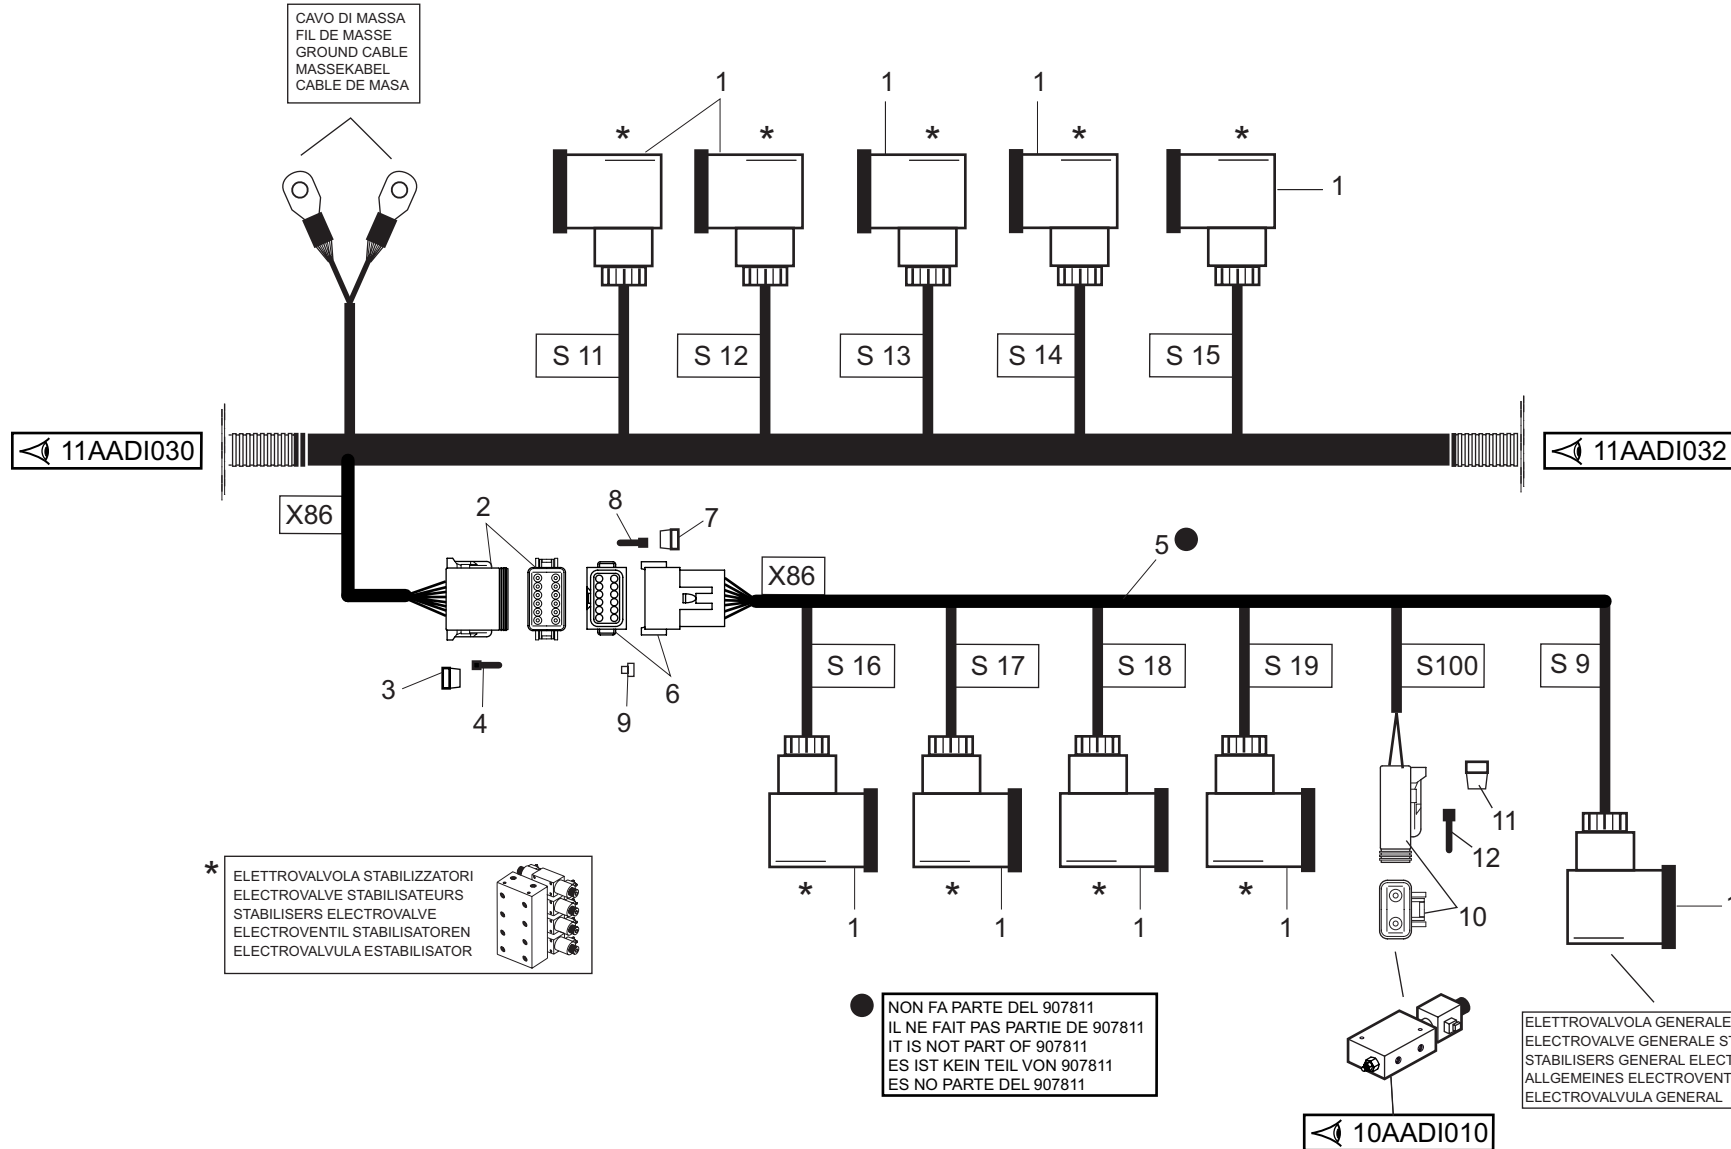 CAVO DI MASSA
FIL DE MASSE
GROUND CABLE
MASSEKABEL
CABLE DE MASA
1
1
1
* * * * *
1
S 11
S 12
S 13
S 14
S 15
11AADI030
11AADI032
X86
2
8
7
5
X86
3
4
9
6
S 16
S 17
S 18
S 19
S100
S 9
11
12
* * * *
1
1
1
1
10
* ELETTROVALVOLA STABILIZZATORI
ELECTROVALVE STABILISATEURS
STABILISERS ELECTROVALVE
ELECTROVENTIL STABILISATOREN
ELECTROVALVULA ESTABILISATOR
NON FA PARTE DEL 907811
IL NE FAIT PAS PARTIE DE 907811
IT IS NOT PART OF 907811
ES IST KEIN TEIL VON 907811
ES NO PARTE DEL 907811
ELETTROVALVOLA GENERALE
ELECTROVALVE GENERALE
STABILISERS GENERAL
ALLGEMEINES
ELECTROVALVULA GENERAL
10AADI010